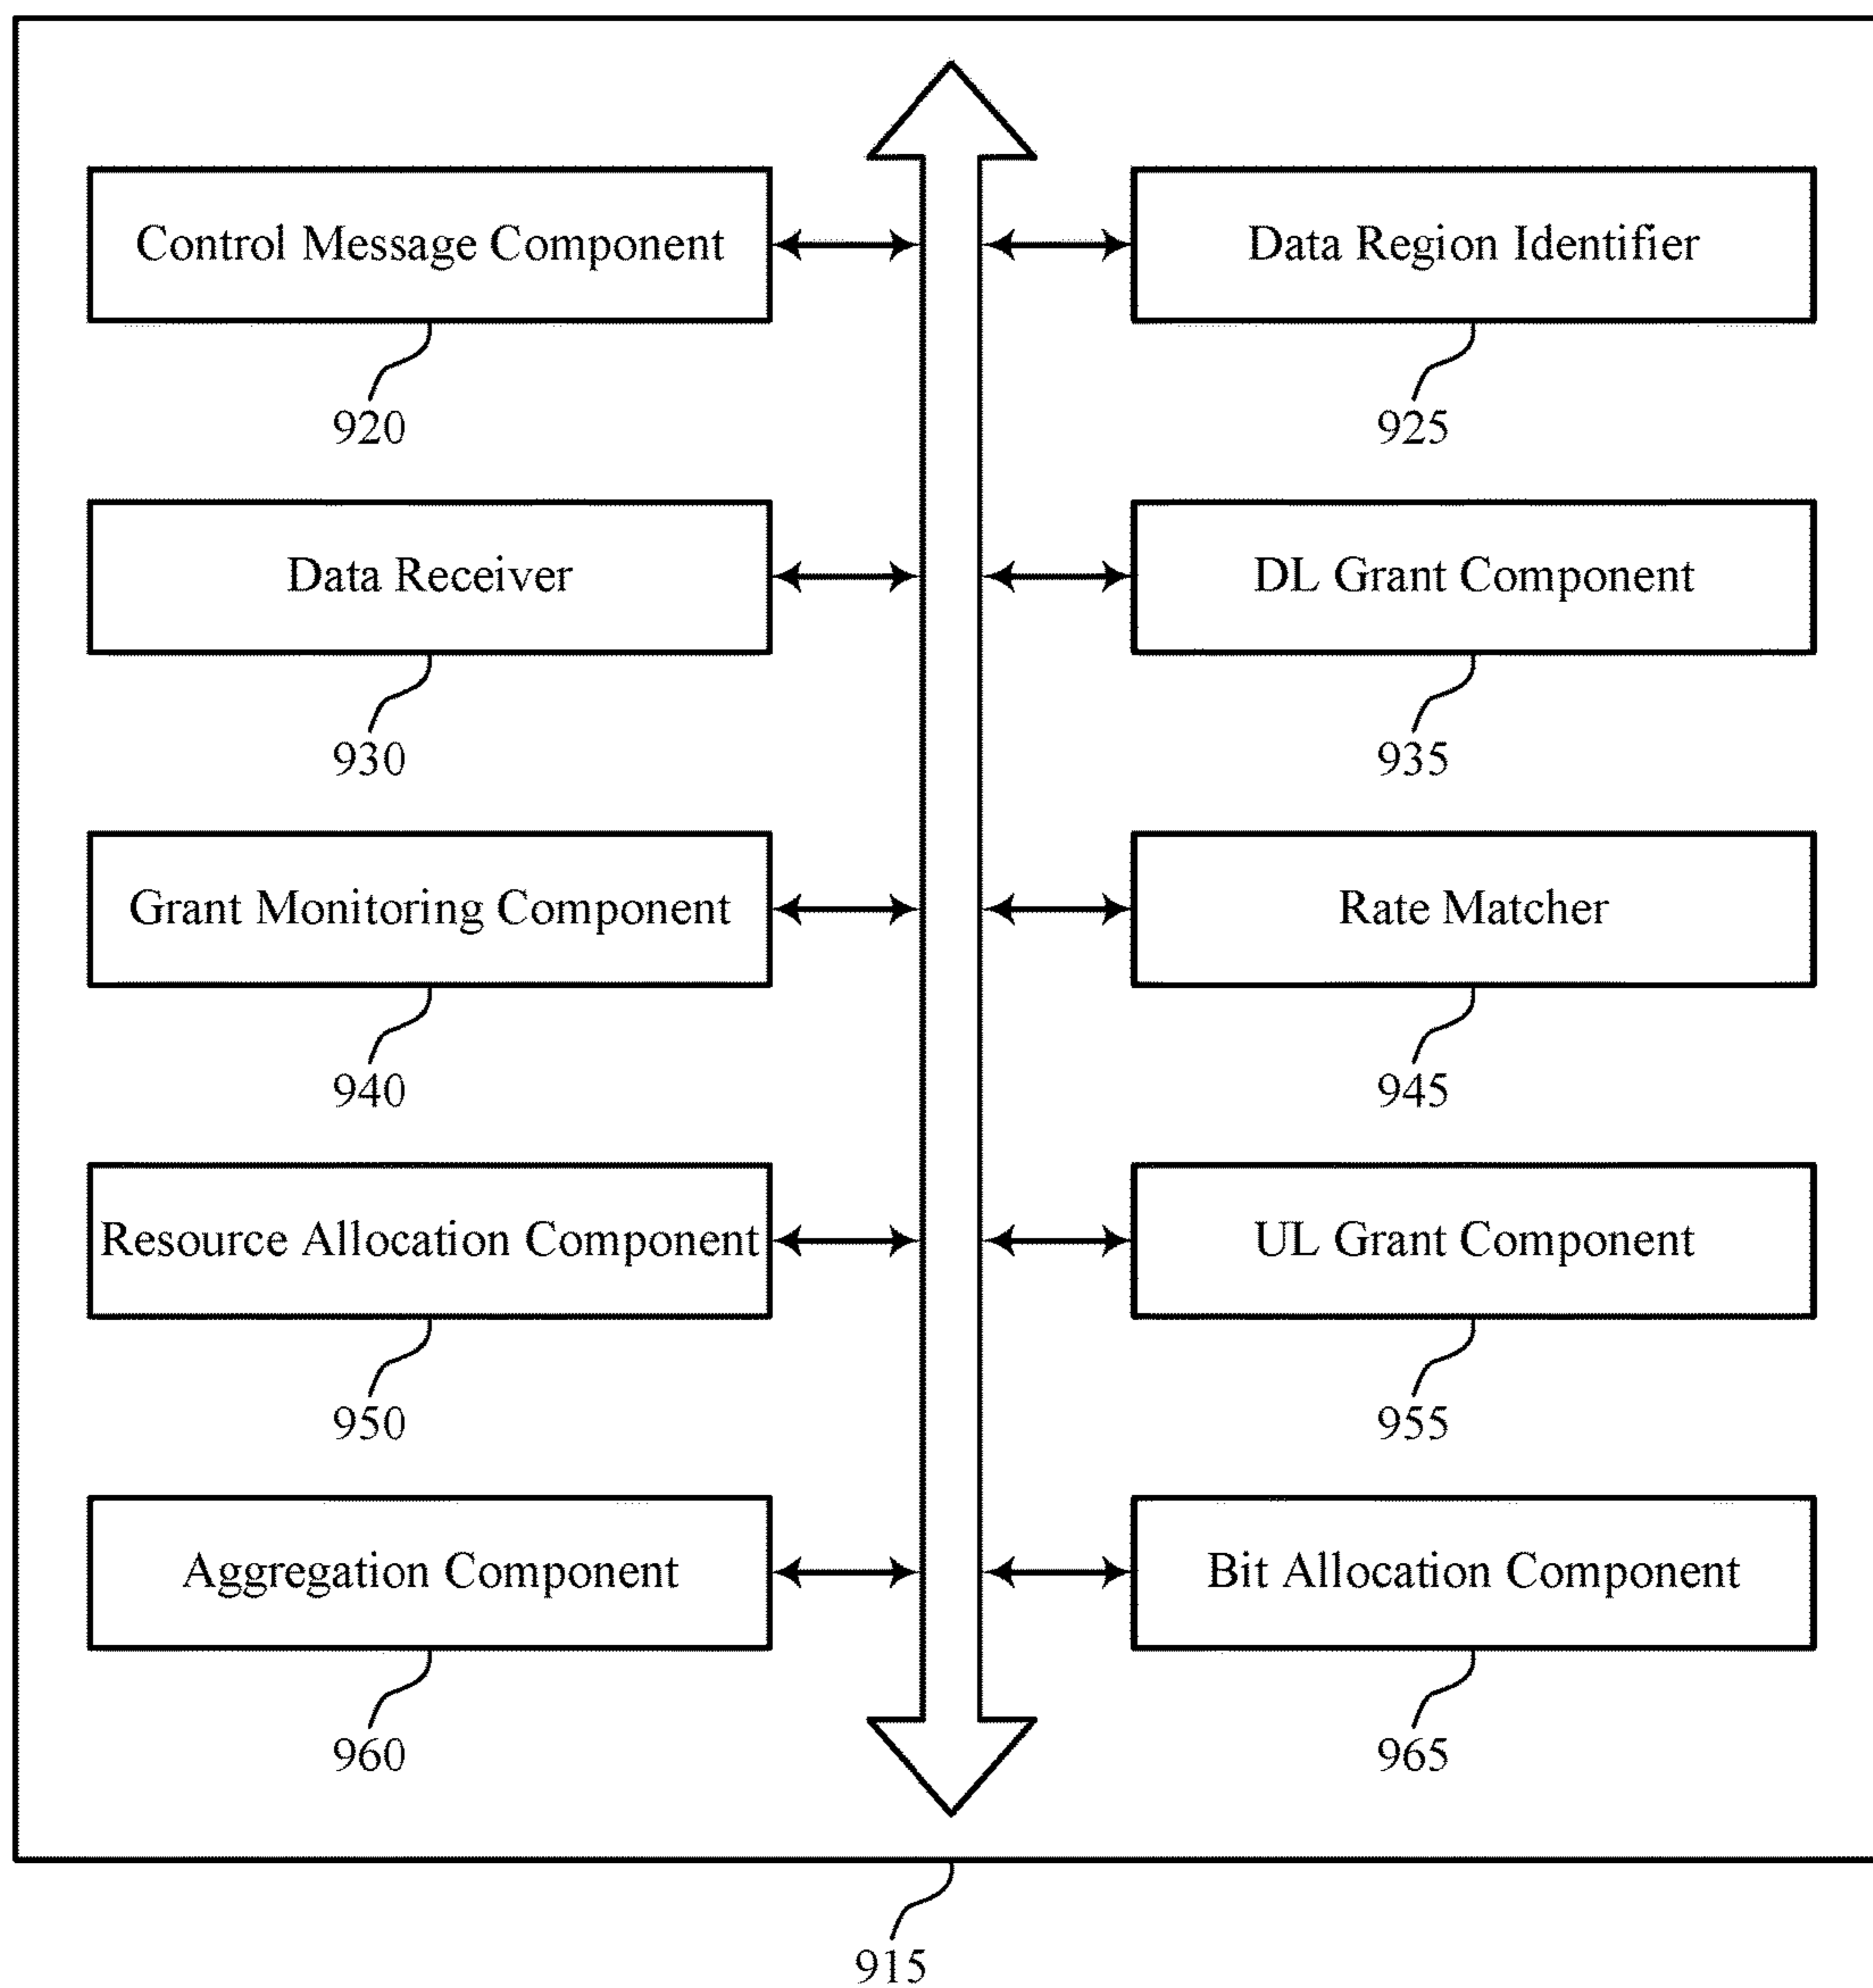 Control Message Component
Data Region Identifier
920
925
Data Receiver
DL Grant Component
930
935
Grant Monitoring Component
Rate Matcher
940
945
Resource Allocation Component
UL Grant Component
950
955
Aggregation Component
Bit Allocation Component
960
965
915